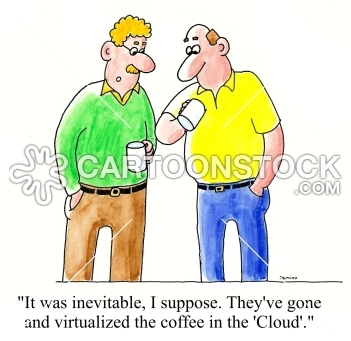 CARTOONSTOCK
.COM
"It was inevitable, I suppose. They've gone
and virtualized the coffee in the 'Cloud'."